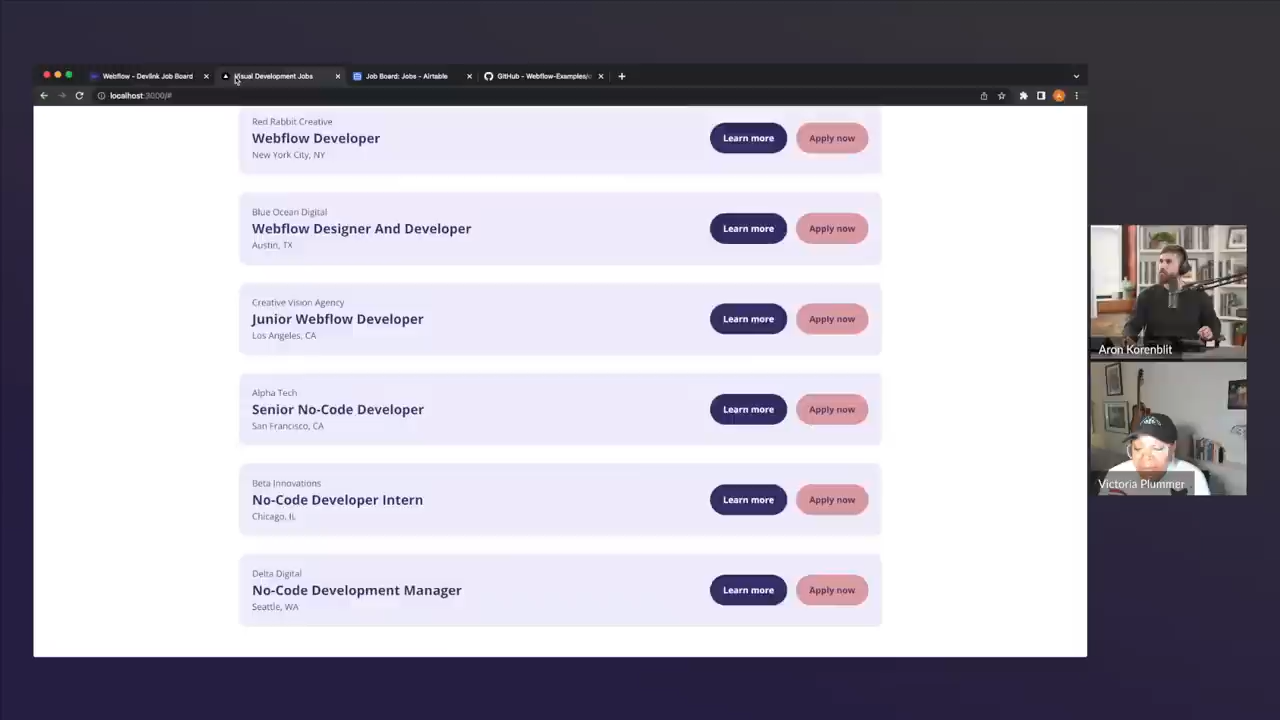 Webflow - Devlink Job Board
Visual Development Jobs
Job Board: Jobs - Airtable
GitHub - Webflow-Examples/
localhost:3000/#
Red Rabbit Creative
Webflow Developer
New York City, NY
Learn more
Apply now
Blue Ocean Digital
Webflow Designer And Developer
Austin, TX
Learn more
Apply now
Creative Vision Agency
Junior Webflow Developer
Los Angeles, CA
Learn more
Apply now
Alpha Tech
Senior No-Code Developer
San Francisco, CA
Learn more
Apply now
Beta Innovations
No-Code Developer Intern
Chicago, IL
Learn more
Apply now
Delta Digital
No-Code Development Manager
Seattle, WA
Learn more
Apply now
Aron Korenblit
Victoria Plummer